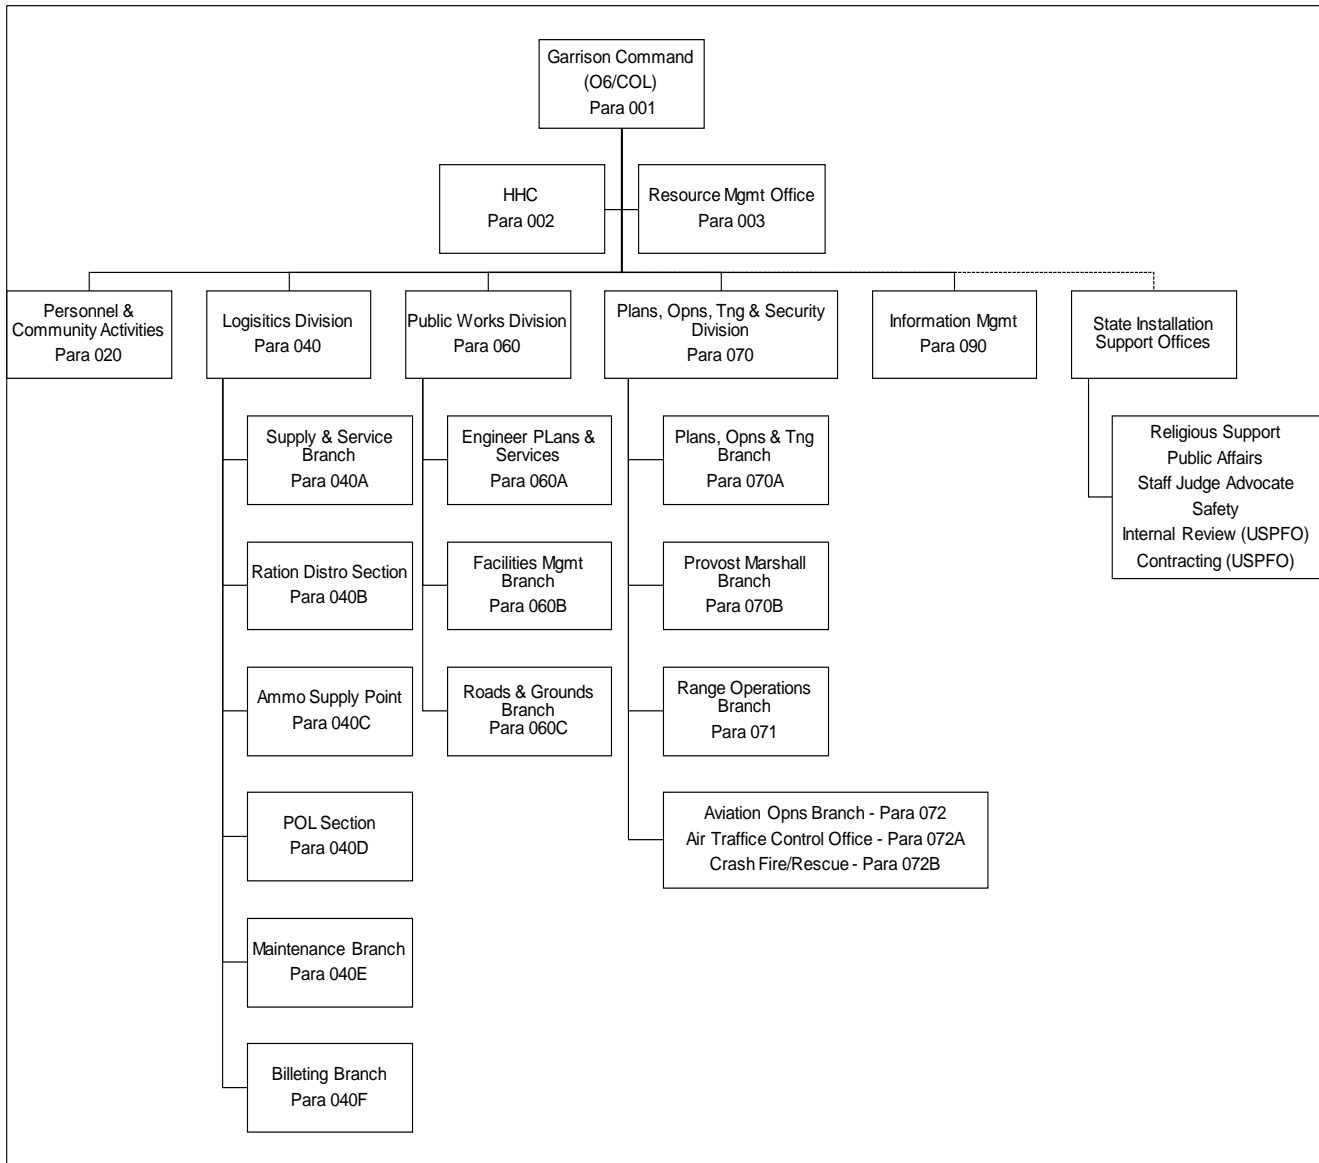 Garrison Command
(O6/COL)
Para 001
HHC
Para 002
Resource Mgmt Office
Para 003
Personnel &
Community Activities
Para 020
Logisitics Division
Para 040
Public Works Division
Para 060
Plans, Opns, Tng & Security
Division
Para 070
Information Mgmt
Para 090
State Installation
Support Offices
Supply & Service
Branch
Para 040A
Engineer PLans &
Services
Para 060A
Plans, Opns & Tng
Branch
Para 070A
Religious Support
Public Affairs
Staff Judge Advocate
Safety
Internal Review (USPFO)
Contracting (USPFO)
Ration Distro Section
Para 040B
Facilities Mgmt
Branch
Para 060B
Provost Marshall
Branch
Para 070B
Ammo Supply Point
Para 040C
Roads & Grounds
Branch
Para 060C
Range Operations
Branch
Para 071
POL Section
Para 040D
Aviation Opns Branch - Para 072
Air Traffice Control Office - Para 072A
Crash Fire/Rescue - Para 072B
Maintenance Branch
Para 040E
Billeting Branch
Para 040F